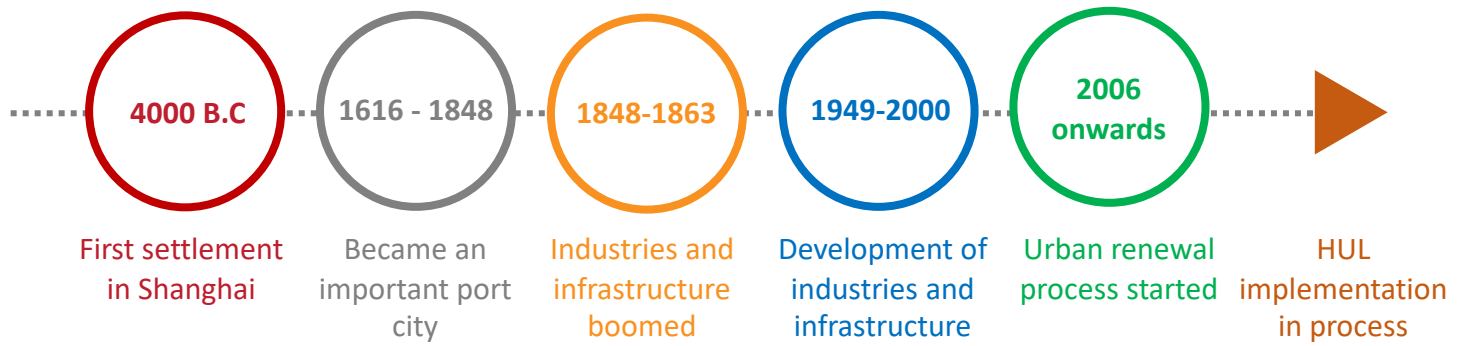 4000 B.C
1616 - 1848
1848-1863
1949-2000
2006
onwards
First settlement
in Shanghai
Became an
important port
city
Industries and
infrastructure
boomed
Development of
industries and
infrastructure
Urban renewal
process started
HUL
implementation
in process